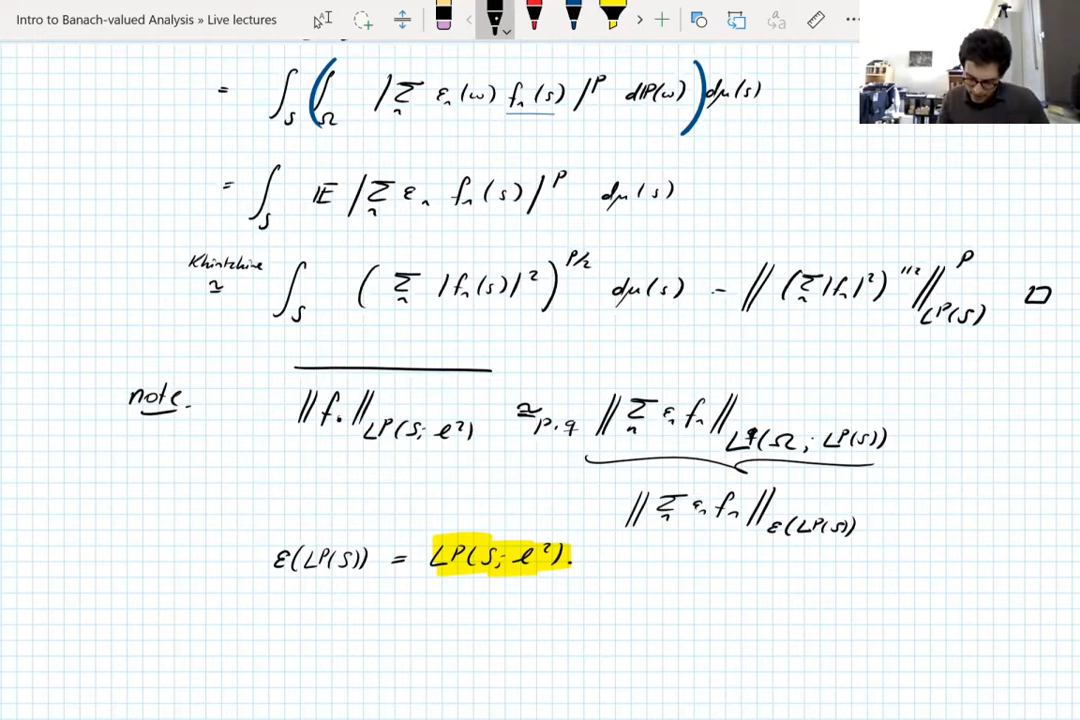 Intro to Banach-valued Analysis » Live lectures
= ∫_S ( ∫_Ω |Σ_n ε_n(ω) f_n(s)|^p dℙ(ω) ) dμ(s)
= ∫_S 𝔼 |Σ_n ε_n f_n(s)|^p dμ(s)
Khintchine
≃ ∫_S ( Σ_n |f_n(s)|² )^{p/2} dμ(s) = ‖(Σ_n |f_n|²)^{1/2}‖^p_{L^p(S)} □
note. ‖f.‖_{L^p(S; ℓ²)} ≃_{p,q} ‖Σ_n ε_n f_n‖_{L^q(Ω; L^p(S))}
‖Σ_n ε_n f_n‖_{ε(L^p(S))}
ε(L^p(S)) = L^p(S; ℓ²).